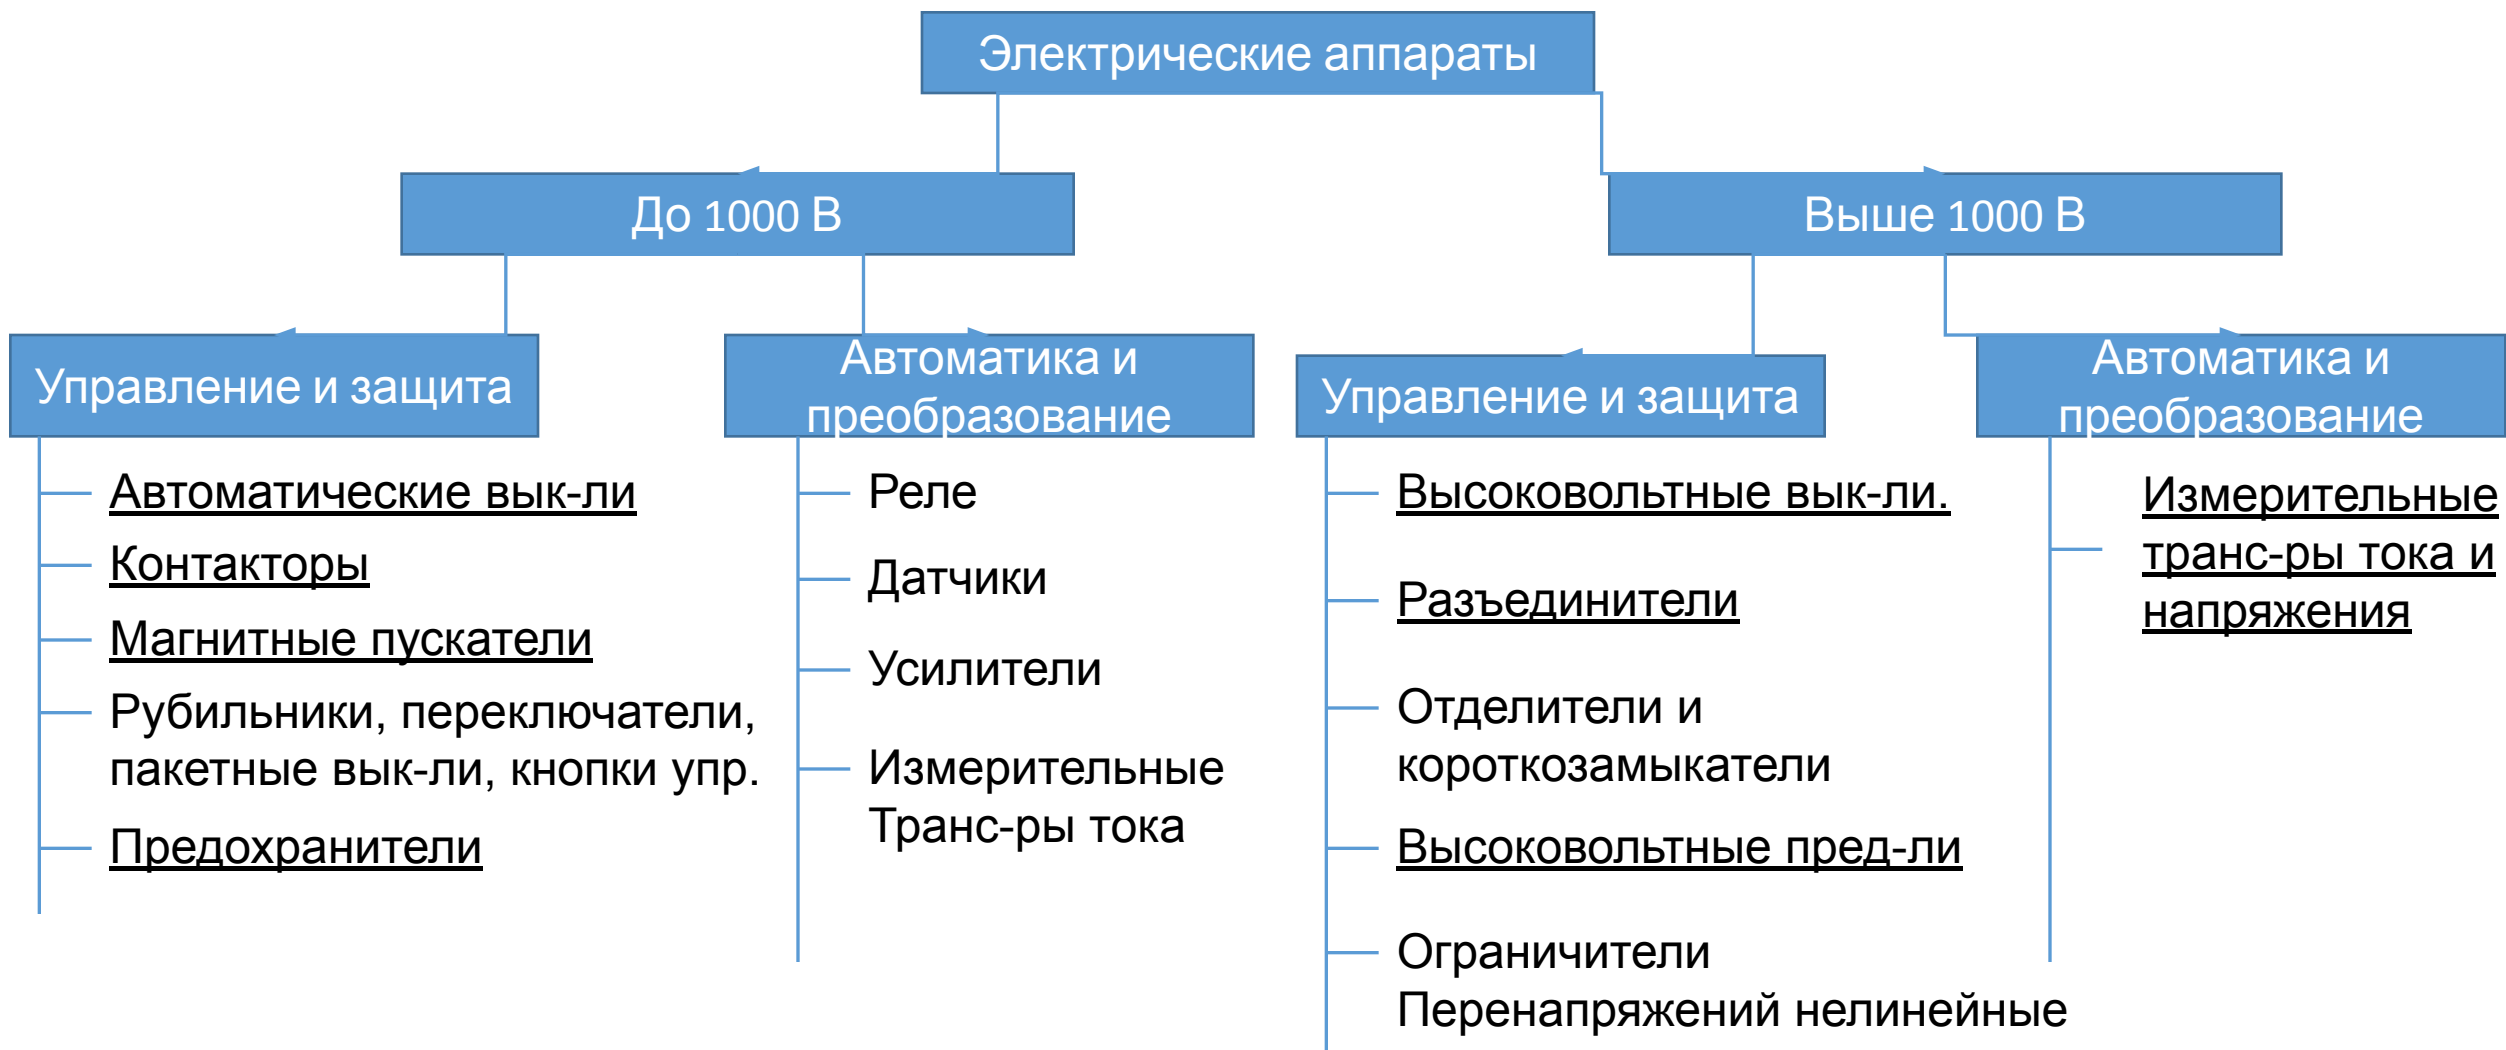 Электрические аппараты
До 1000 В
Выше 1000 В
Управление и защита
Автоматические вык-ли
Контакторы
Магнитные пускатели
Рубильники, переключатели,
пакетные вык-ли, кнопки упр.
Предохранители
Автоматика и
преобразование
Реле
Датчики
Усилители
Измерительные
Транс-ры тока
Управление и защита
Высоковольтные вык-ли.
Разъединители
Отделители и
короткозамыкатели
Высоковольтные пред-ли
Ограничители
Перенапряжений нелинейные
Автоматика и
преобразование
Измерительные
транс-ры тока и
напряжения